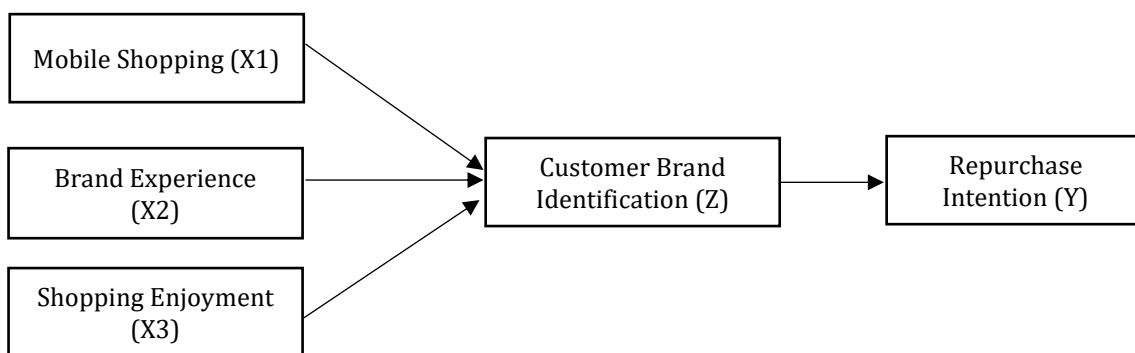 Mobile Shopping (X1)
Brand Experience
(X2)
Shopping Enjoyment
(X3)
Customer Brand
Identification (Z)
Repurchase
Intention (Y)